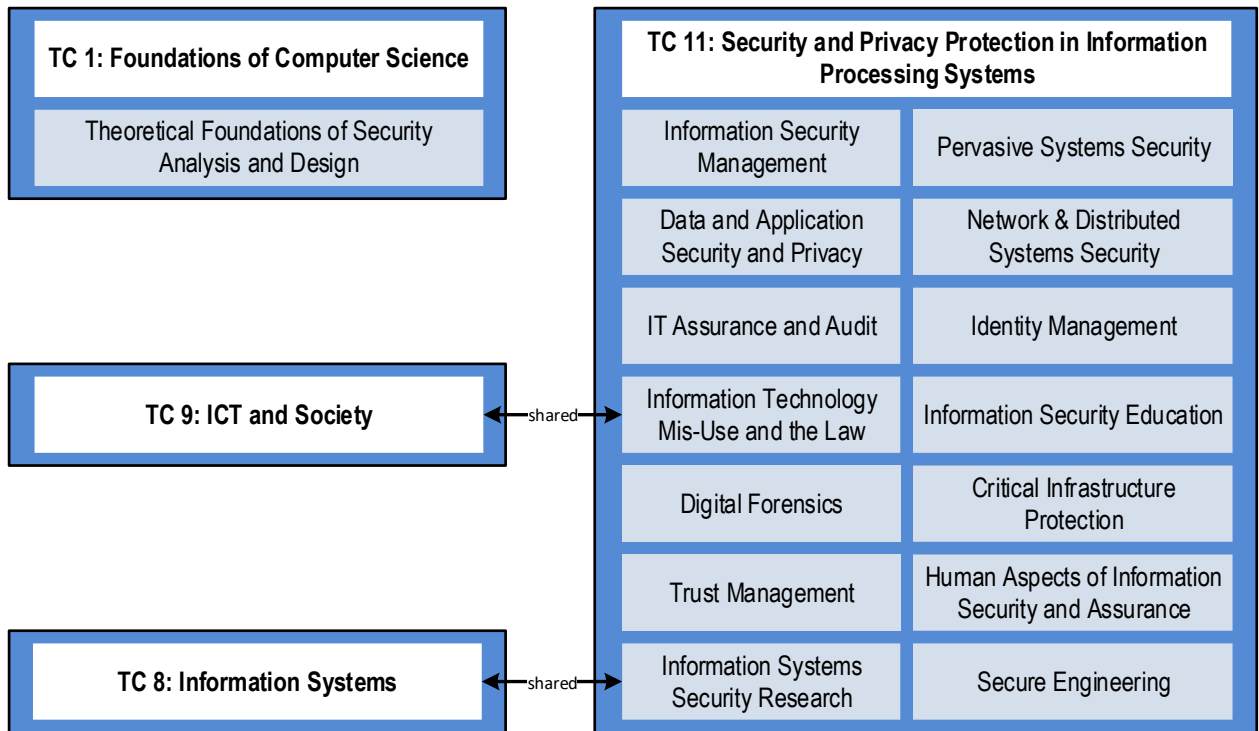 TC 1: Foundations of Computer Science
Theoretical Foundations of Security
Analysis and Design
TC 9: ICT and Society
shared
TC 8: Information Systems
shared
TC 11: Security and Privacy Protection in Information
Processing Systems
Information Security
Management
Pervasive Systems Security
Data and Application
Security and Privacy
Network & Distributed
Systems Security
IT Assurance and Audit
Identity Management
Information Technology
Mis-Use and the Law
Information Security Education
Digital Forensics
Critical Infrastructure
Protection
Trust Management
Human Aspects of Information
Security and Assurance
Information Systems
Security Research
Secure Engineering